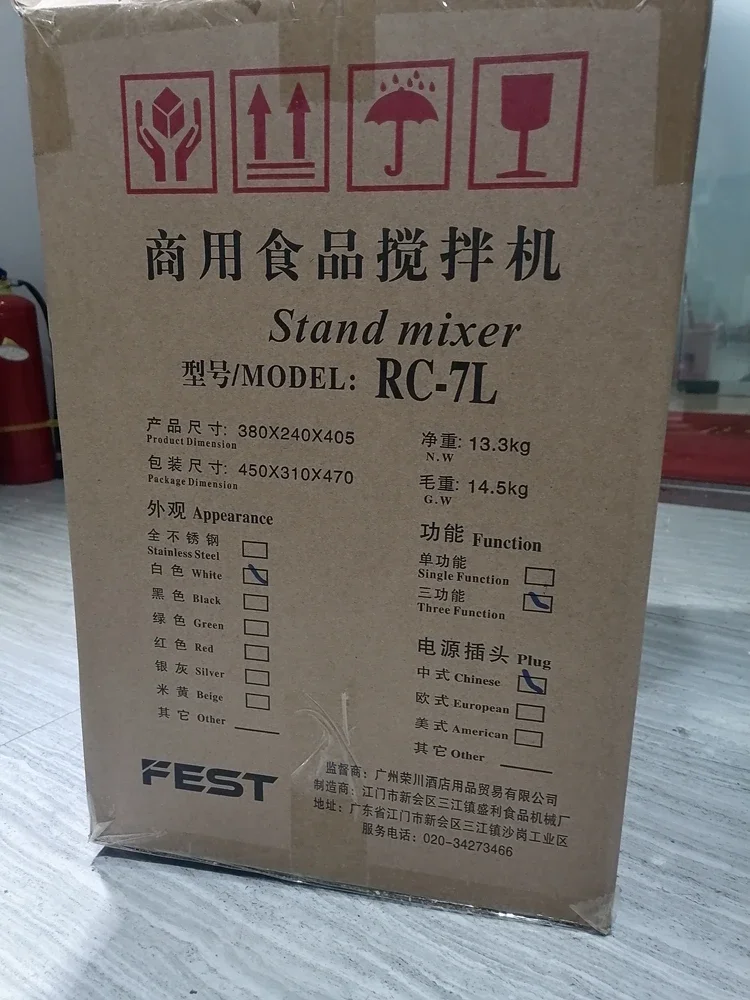 商用食品搅拌机
Stand mixer
型号/MODEL: RC-7L
产品尺寸: 380X240X405
Product Dimension
包装尺寸: 450X310X470
Package Dimension
净重: 13.3kg
N.W
毛重: 14.5kg
G.W
外观 Appearance
全不锈钢
Stainless Steel
白色 White
黑色 Black
绿色 Green
红色 Red
银灰 Silver
米黄 Beige
其它 Other
功能 Function
单功能
Single Function
三功能
Three Function
电源插头 Plug
中式 Chinese
欧式 European
美式 American
其它 Other
FEST
监督商: 广州荣川酒店用品贸易有限公司
制造商: 江门市新会区三江镇盛利食品机械厂
地址: 广东省江门市新会区三江镇沙岗工业区
服务电话: 020-34273466